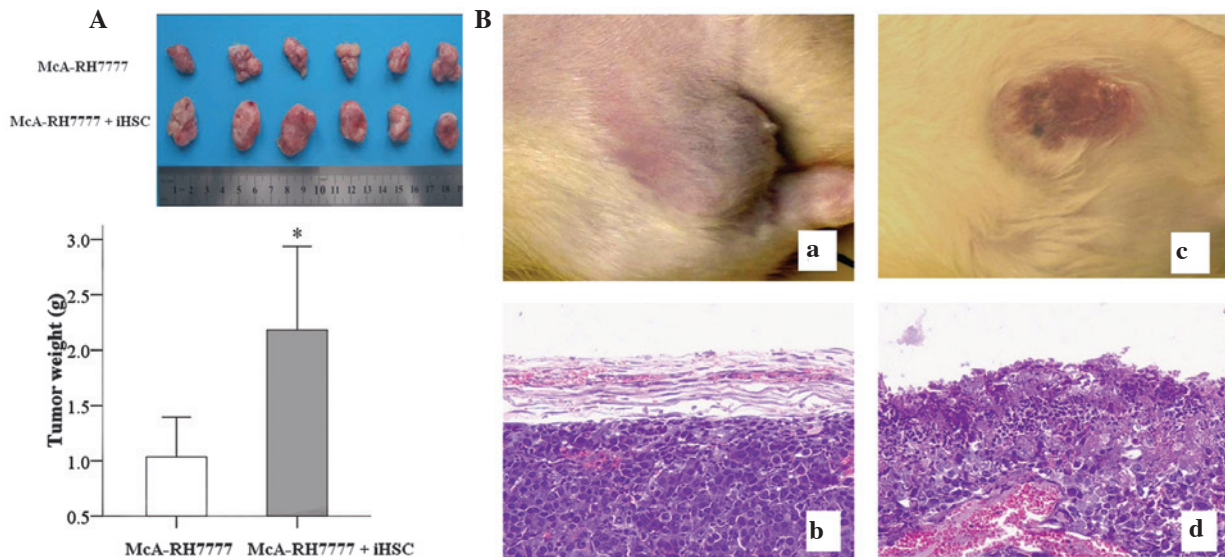 A
B
McA-RH7777
McA-RH7777 + iHSC
1 2 3 4 5 6 7 8 9 10 11 12 13 14 15 16 17 18 19
a
c
*
3.0
2.5
2.0
1.5
1.0
0.5
Tumor weight (g)
McA-RH7777
McA-RH7777 + iHSC
b
d